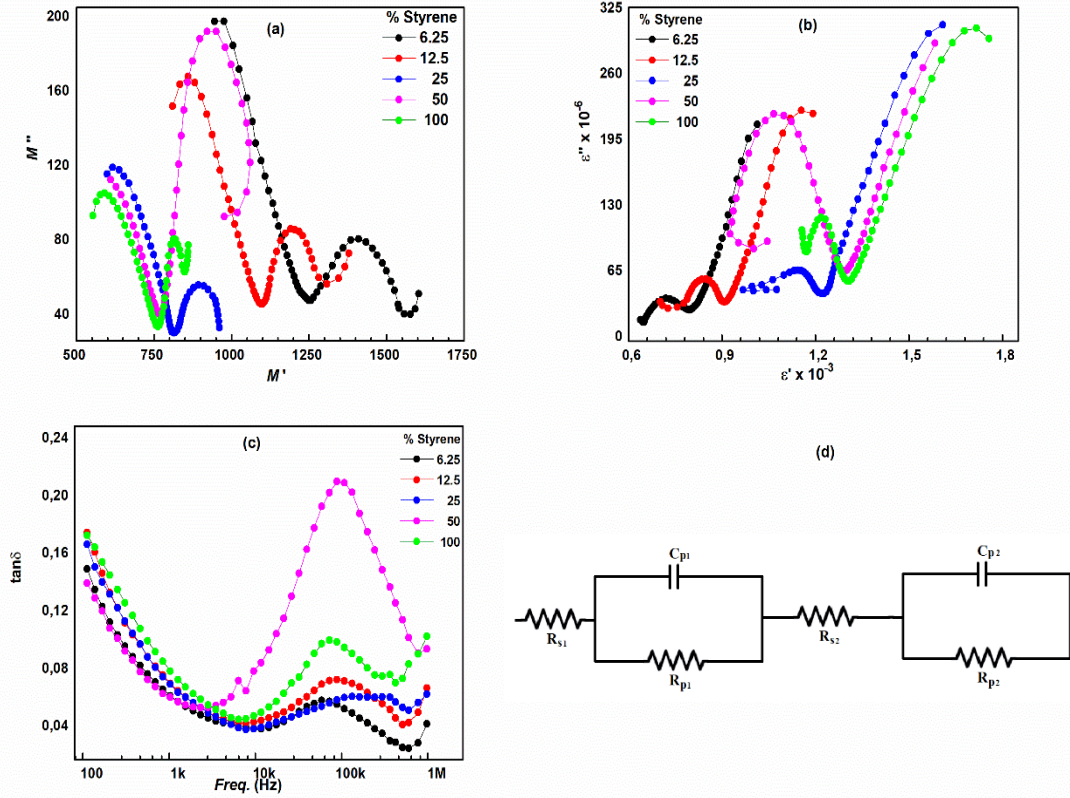 (a)
% Styrene
6.25
12.5
25
50
100
M''
200
160
120
80
40
500 750 1000 1250 1500 1750
M'
(b)
% Styrene
6.25
12.5
25
50
100
ε'' x 10⁻⁶
325
260
195
130
65
0
0,6 0,9 1,2 1,5 1,8
ε' x 10⁻³
(c)
% Styrene
6.25
12.5
25
50
100
tanδ
0,24
0,20
0,16
0,12
0,08
0,04
100 1k 10k 100k 1M
Freq. (Hz)
(d)
Cp1
Cp2
Rs1
Rs2
Rp1
Rp2